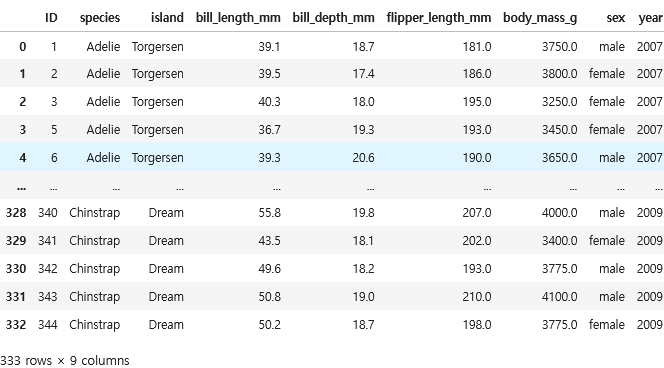 ID species island bill_length_mm bill_depth_mm flipper_length_mm body_mass_g sex year
0 1 Adelie Torgersen 39.1 18.7 181.0 3750.0 male 2007
1 2 Adelie Torgersen 39.5 17.4 186.0 3800.0 female 2007
2 3 Adelie Torgersen 40.3 18.0 195.0 3250.0 female 2007
3 5 Adelie Torgersen 36.7 19.3 193.0 3450.0 female 2007
4 6 Adelie Torgersen 39.3 20.6 190.0 3650.0 male 2007
... ... ... ... ... ... ... ... ... ...
328 340 Chinstrap Dream 55.8 19.8 207.0 4000.0 male 2009
329 341 Chinstrap Dream 43.5 18.1 202.0 3400.0 female 2009
330 342 Chinstrap Dream 49.6 18.2 193.0 3775.0 male 2009
331 343 Chinstrap Dream 50.8 19.0 210.0 4100.0 male 2009
332 344 Chinstrap Dream 50.2 18.7 198.0 3775.0 female 2009
333 rows × 9 columns